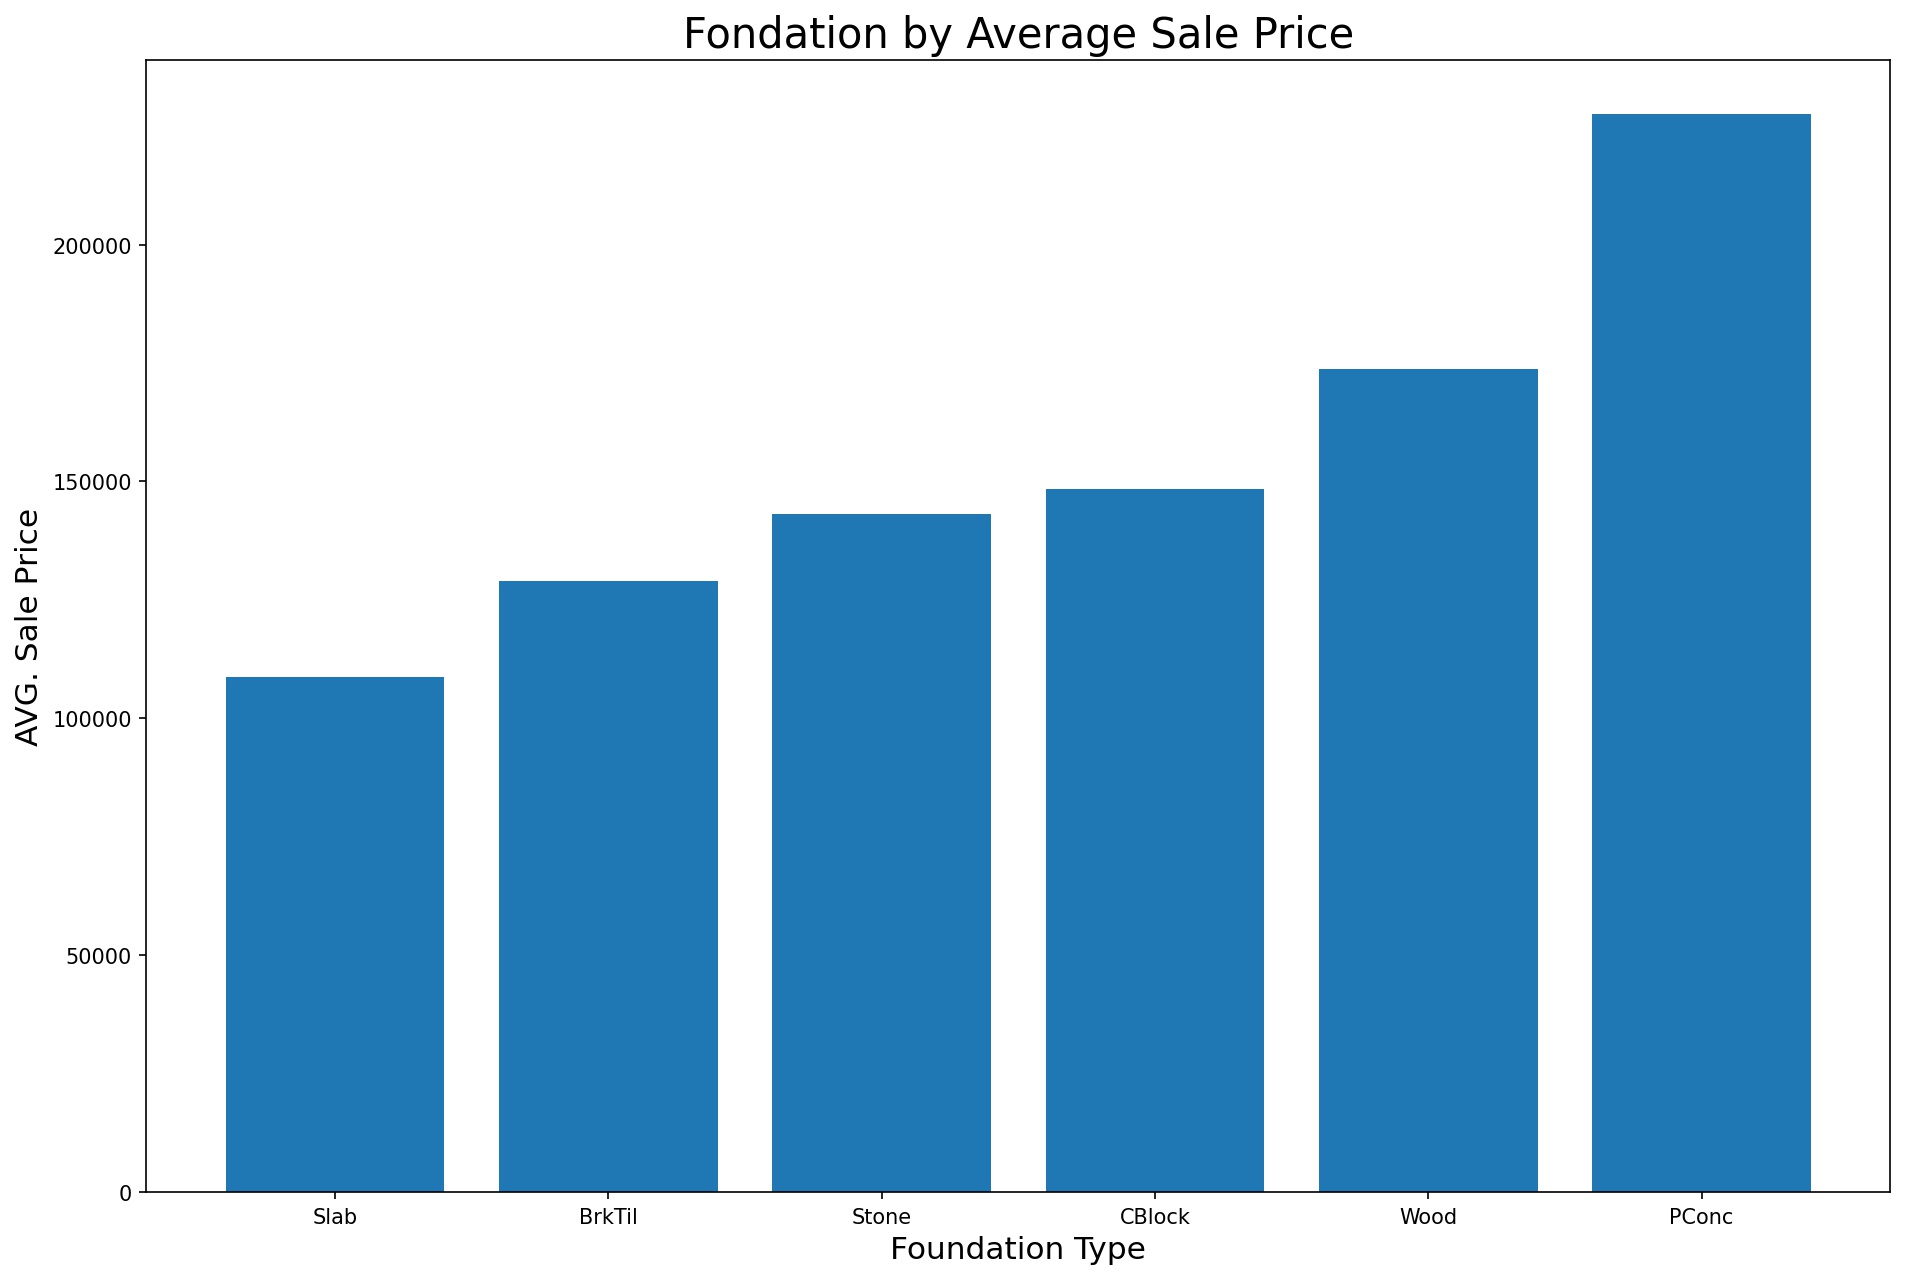 Fondation by Average Sale Price
AVG. Sale Price
200000
150000
100000
50000
0
Slab BrkTil Stone CBlock Wood PConc
Foundation Type